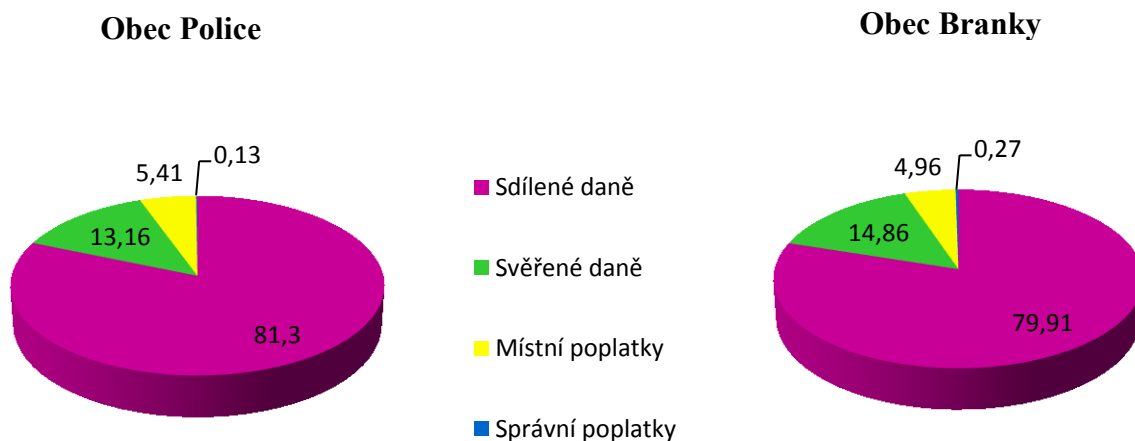 Obec Police
5,41
0,13
13,16
81,3
Sdílené daně
Svěřené daně
Místní poplatky
Správní poplatky
Obec Branky
4,96
0,27
14,86
79,91